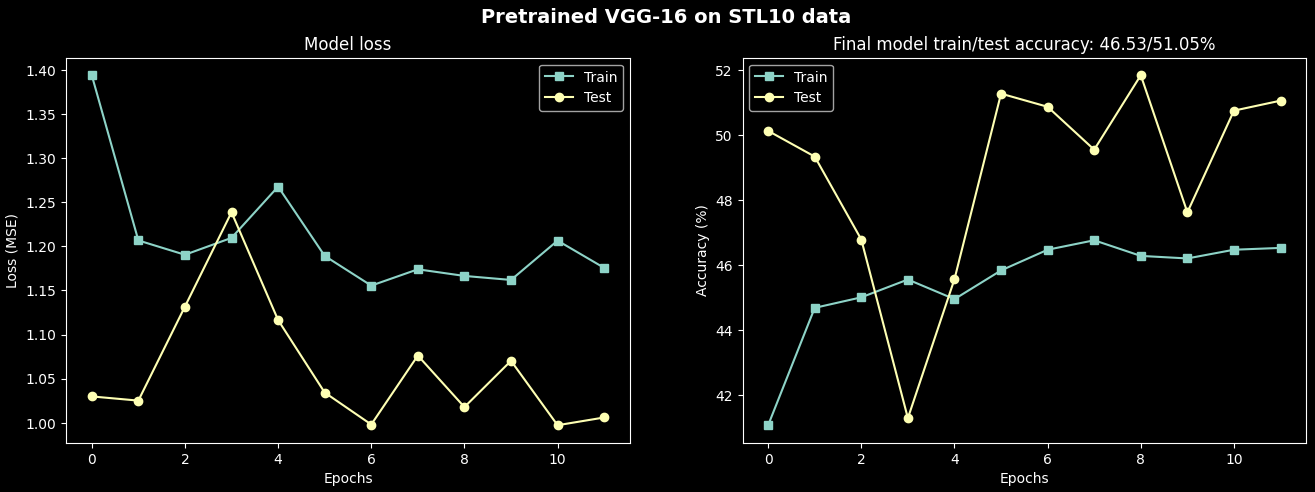 Pretrained VGG-16 on STL10 data
Model loss
Loss (MSE)
1.40
1.35
1.30
1.25
1.20
1.15
1.10
1.05
1.00
Train
Test
0 2 4 6 8 10
Epochs
Final model train/test accuracy: 46.53/51.05%
Accuracy (%)
52
50
48
46
44
42
Train
Test
0 2 4 6 8 10
Epochs